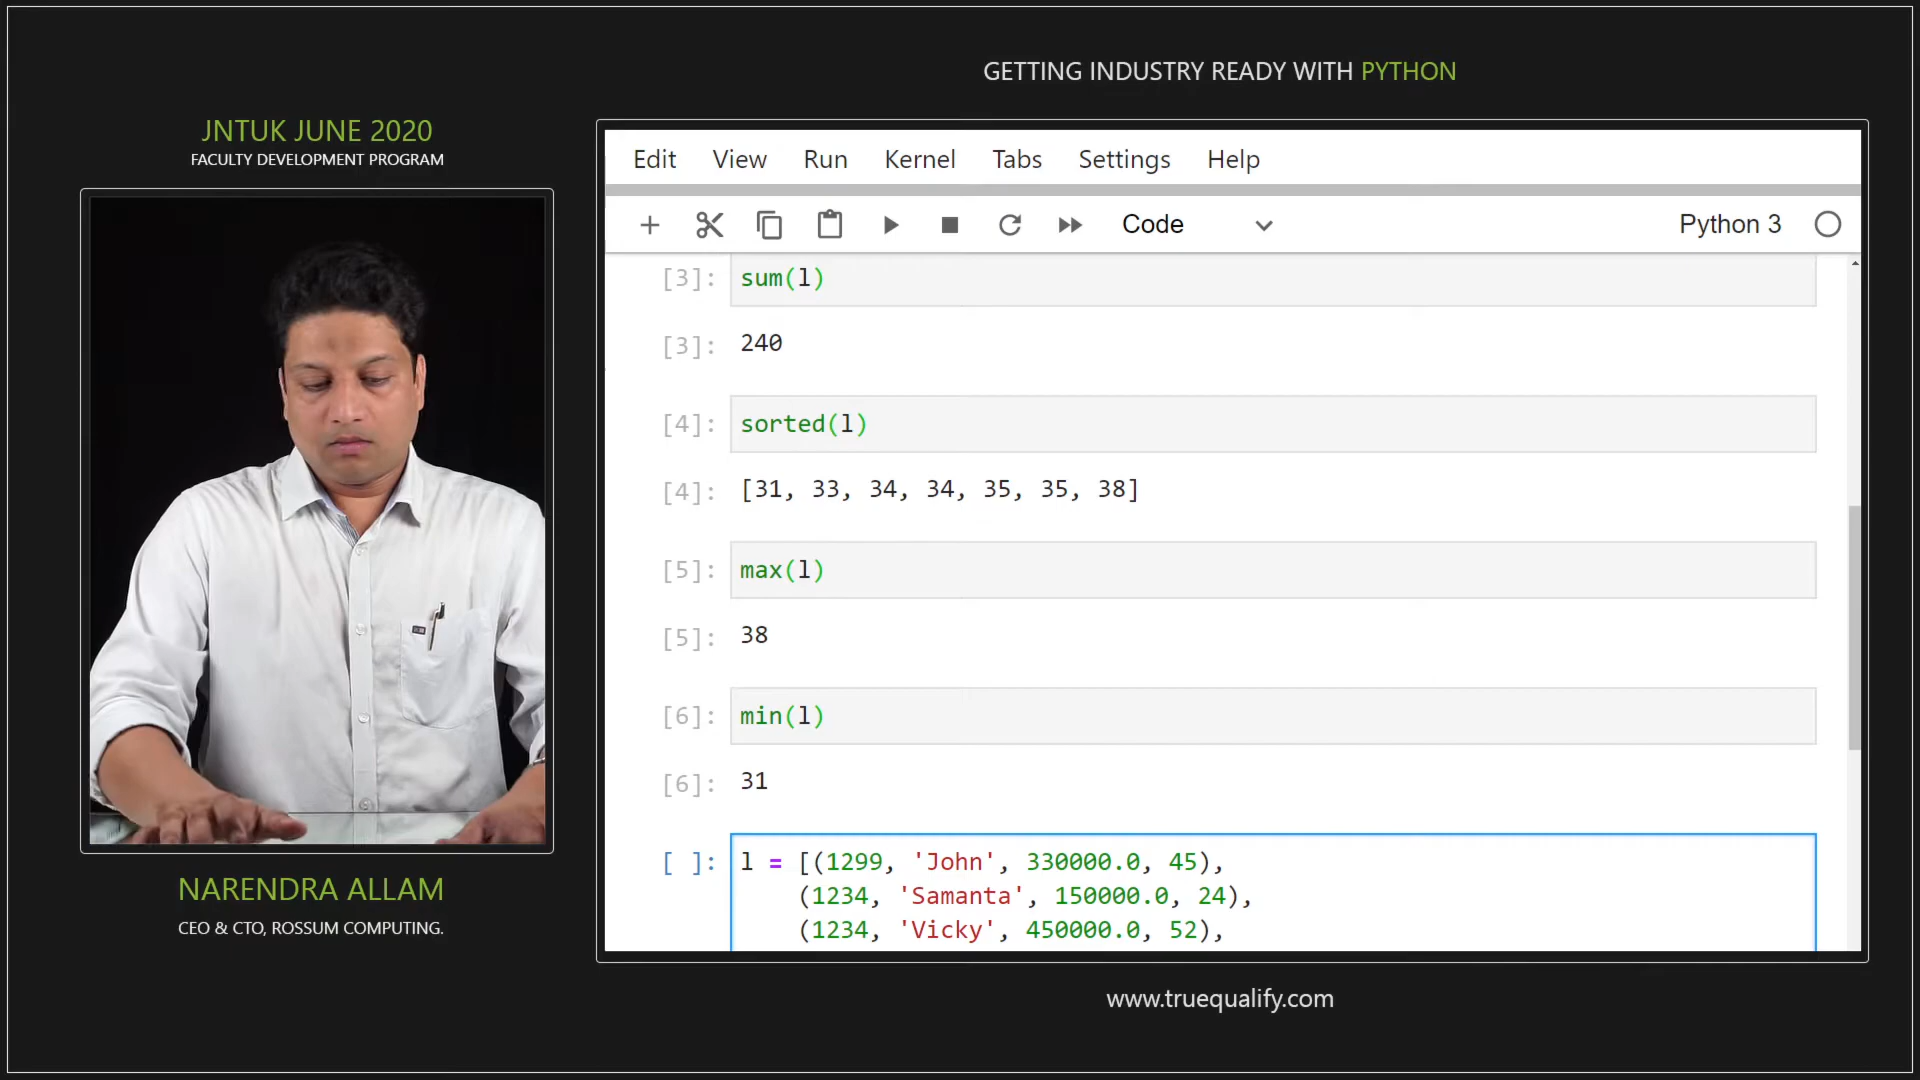 GETTING INDUSTRY READY WITH PYTHON
JNTUK JUNE 2020
FACULTY DEVELOPMENT PROGRAM
Edit View Run Kernel Tabs Settings Help
Code Python 3
[3]: sum(l)
[3]: 240
[4]: sorted(l)
[4]: [31, 33, 34, 34, 35, 35, 38]
[5]: max(l)
[5]: 38
[6]: min(l)
[6]: 31
[ ]: l = [(1299, 'John', 330000.0, 45),
(1234, 'Samanta', 150000.0, 24),
(1234, 'Vicky', 450000.0, 52),
NARENDRA ALLAM
CEO & CTO, ROSSUM COMPUTING.
www.truequalify.com